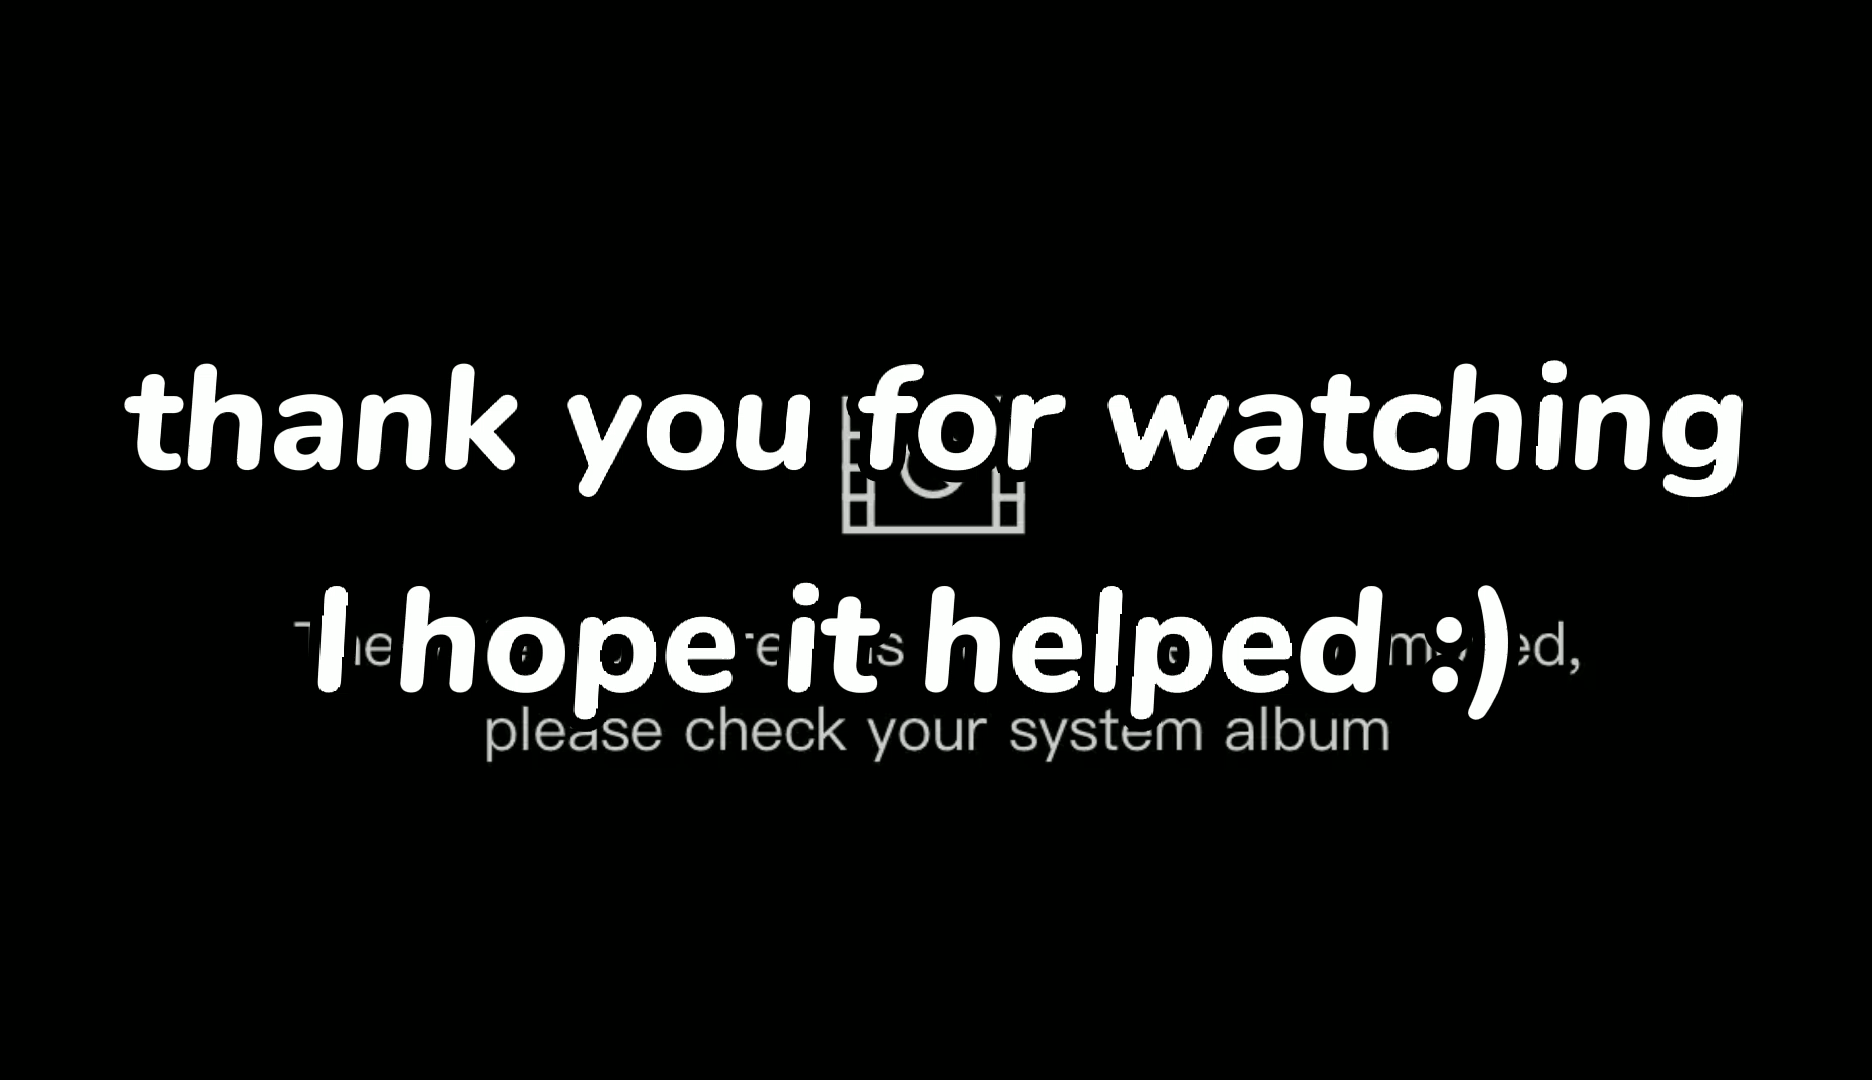 thank you for watching
I hope it helped :)
please check your system album